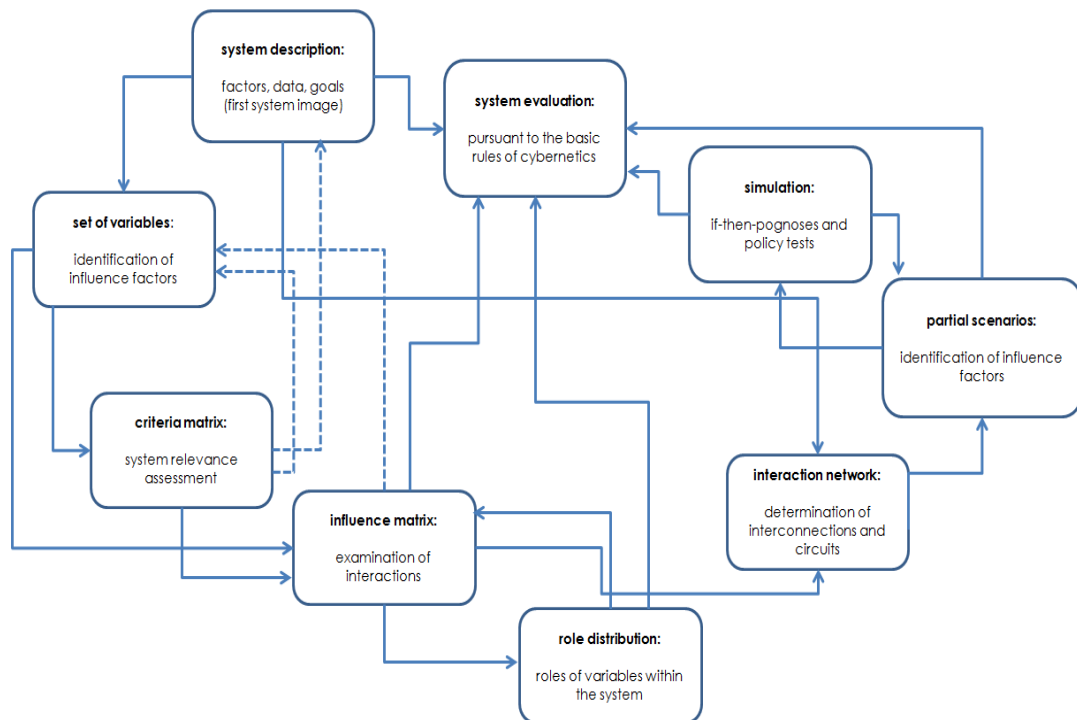 system description:
factors, data, goals
(first system image)
system evaluation:
pursuant to the basic
rules of cybernetics
simulation:
if-then-pognoses and
policy tests
set of variables:
identification of
influence factors
partial scenarios:
identification of influence
factors
criteria matrix:
system relevance
assessment
interaction network:
determination of
interconnections and
circuits
influence matrix:
examination of
interactions
role distribution:
roles of variables within
the system